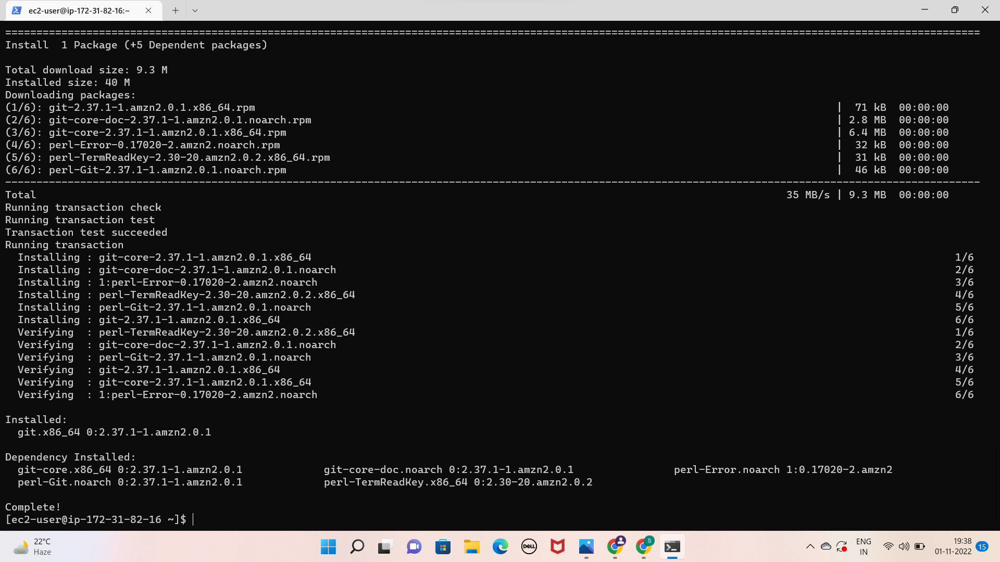 ec2-user@ip-172-31-82-16:~
=============================================================================================================================================================
Install  1 Package (+5 Dependent packages)
Total download size: 9.3 M
Installed size: 40 M
Downloading packages:
(1/6): git-2.37.1-1.amzn2.0.1.x86_64.rpm | 71 kB 00:00:00
(2/6): git-core-doc-2.37.1-1.amzn2.0.1.noarch.rpm | 2.8 MB 00:00:00
(3/6): git-core-2.37.1-1.amzn2.0.1.x86_64.rpm | 6.4 MB 00:00:00
(4/6): perl-Error-0.17020-2.amzn2.noarch.rpm | 32 kB 00:00:00
(5/6): perl-TermReadKey-2.30-20.amzn2.0.2.x86_64.rpm | 31 kB 00:00:00
(6/6): perl-Git-2.37.1-1.amzn2.0.1.noarch.rpm | 46 kB 00:00:00
-------------------------------------------------------------------------------------------------------------------------------------------------------------
Total 35 MB/s | 9.3 MB 00:00:00
Running transaction check
Running transaction test
Transaction test succeeded
Running transaction
Installing : git-core-2.37.1-1.amzn2.0.1.x86_64 1/6
Installing : git-core-doc-2.37.1-1.amzn2.0.1.noarch 2/6
Installing : 1:perl-Error-0.17020-2.amzn2.noarch 3/6
Installing : perl-TermReadKey-2.30-20.amzn2.0.2.x86_64 4/6
Installing : perl-Git-2.37.1-1.amzn2.0.1.noarch 5/6
Installing : git-2.37.1-1.amzn2.0.1.x86_64 6/6
Verifying  : perl-TermReadKey-2.30-20.amzn2.0.2.x86_64 1/6
Verifying  : git-core-doc-2.37.1-1.amzn2.0.1.noarch 2/6
Verifying  : perl-Git-2.37.1-1.amzn2.0.1.noarch 3/6
Verifying  : git-2.37.1-1.amzn2.0.1.x86_64 4/6
Verifying  : git-core-2.37.1-1.amzn2.0.1.x86_64 5/6
Verifying  : 1:perl-Error-0.17020-2.amzn2.noarch 6/6
Installed:
git.x86_64 0:2.37.1-1.amzn2.0.1
Dependency Installed:
git-core.x86_64 0:2.37.1-1.amzn2.0.1 git-core-doc.noarch 0:2.37.1-1.amzn2.0.1 perl-Error.noarch 1:0.17020-2.amzn2
perl-Git.noarch 0:2.37.1-1.amzn2.0.1 perl-TermReadKey.x86_64 0:2.30-20.amzn2.0.2
Complete!
[ec2-user@ip-172-31-82-16 ~]$
22°C
Haze
DELL
S
ENG
IN
19:38
01-11-2022
15